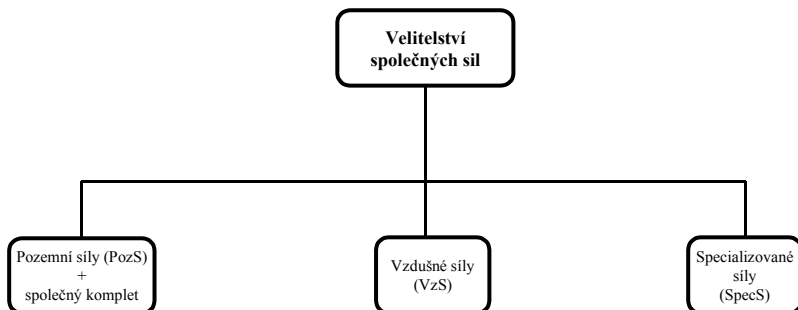 Velitelství
společných sil
Pozemní síly (PozS)
+
společný komplet
Vzdušné síly
(VzS)
Specializované
síly
(SpecS)